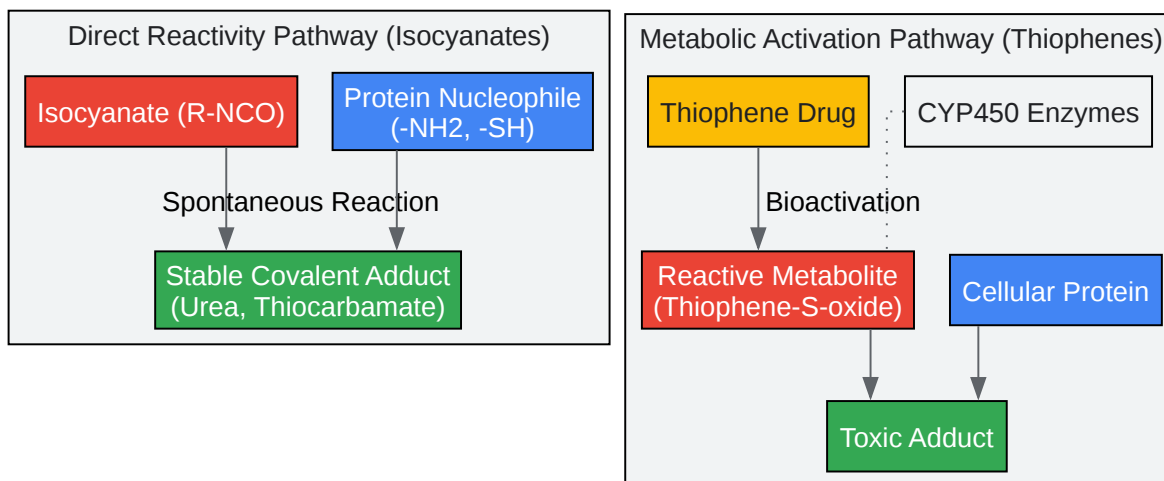 Direct Reactivity Pathway (Isocyanates)
Isocyanate (R-NCO)
Protein Nucleophile
(-NH2, -SH)
Spontaneous Reaction
Stable Covalent Adduct
(Urea, Thiocarbamate)
Metabolic Activation Pathway (Thiophenes)
Thiophene Drug
CYP450 Enzymes
Bioactivation
Reactive Metabolite
(Thiophene-S-oxide)
Cellular Protein
Toxic Adduct